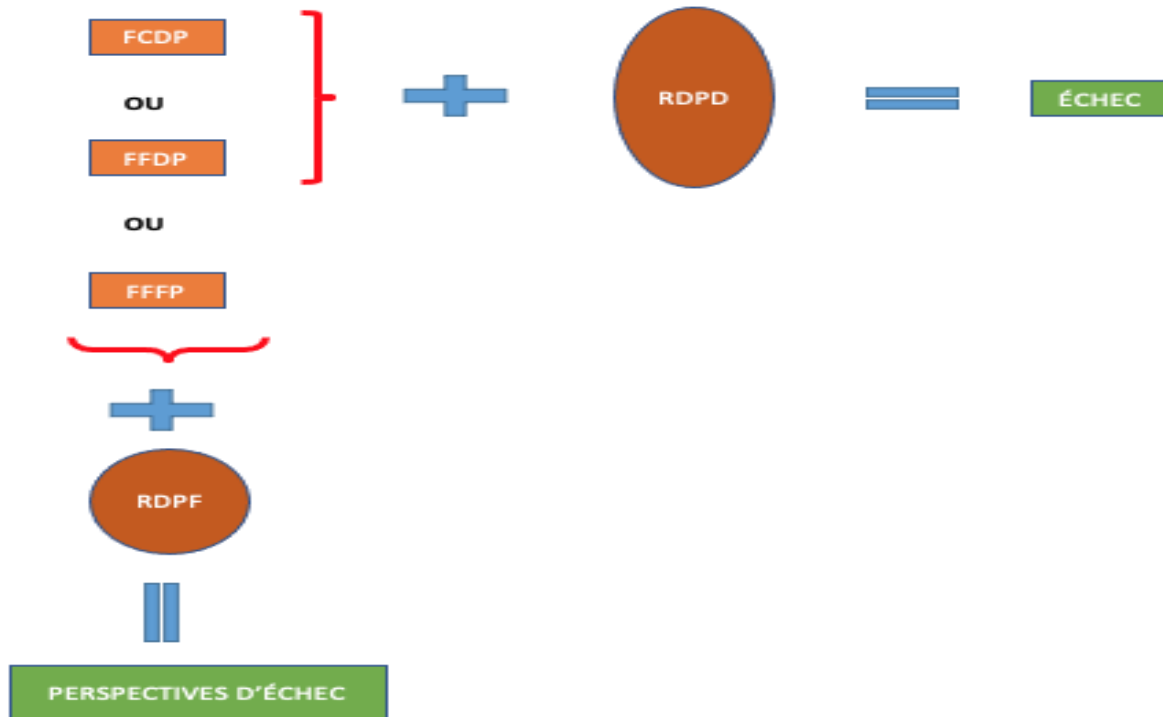 FCDP
OU
FFDP
OU
FFFP
RDPD
ÉCHEC
RDPF
PERSPECTIVES D’ÉCHEC